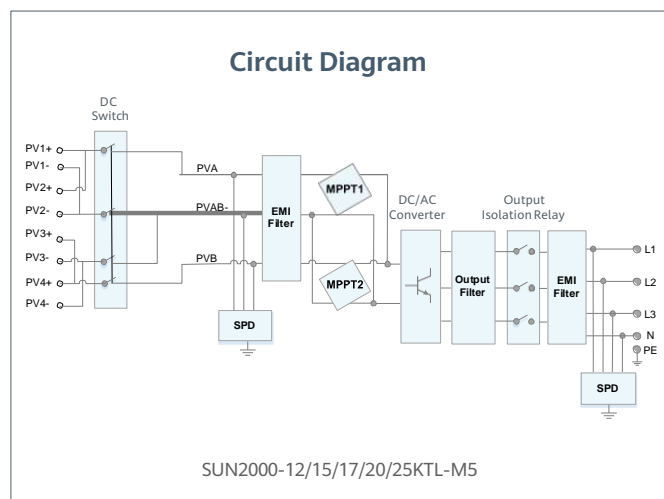 Circuit Diagram
DC
Switch
PV1+
PV1-
PV2+
PV2-
PV3+
PV3-
PV4+
PV4-
PVA
PVAB-
PVB
EMI
Filter
SPD
MPPT1
MPPT2
DC/AC
Converter
Output
Filter
Output
Isolation Relay
EMI
Filter
L1
L2
L3
N
PE
SPD
SUN2000-12/15/17/20/25KTL-M5